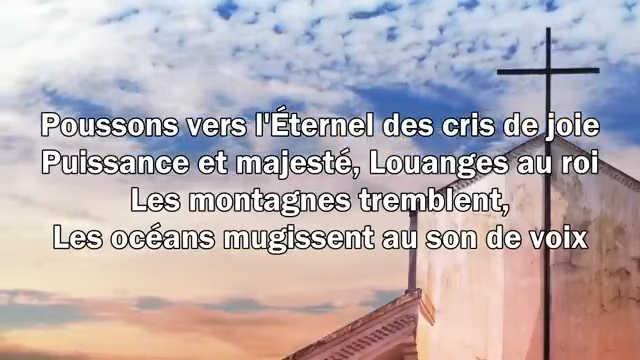 Poussons vers l'Éternel des cris de joie
Puissance et majesté, Louanges au roi
Les montagnes tremblent,
Les océans mugissent au son de voix